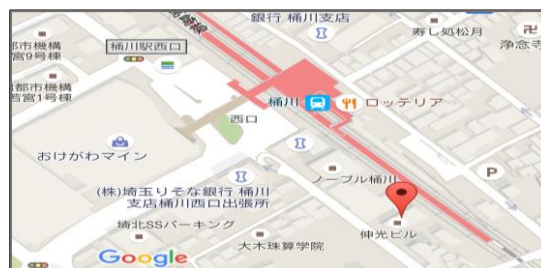 高崎線
銀行 桶川支店
寿し処松月
浄念寺
市機構
宮9号棟
桶川駅西口
都市機構
若宮1号棟
桶川
ロッテリア
西口
おけがわマイン
ノーブル桶川
P
(株)埼玉りそな銀行 桶川
支店桶川西口出張所
埼北SSパーキング
伸光ビル
大木珠算学院
Google